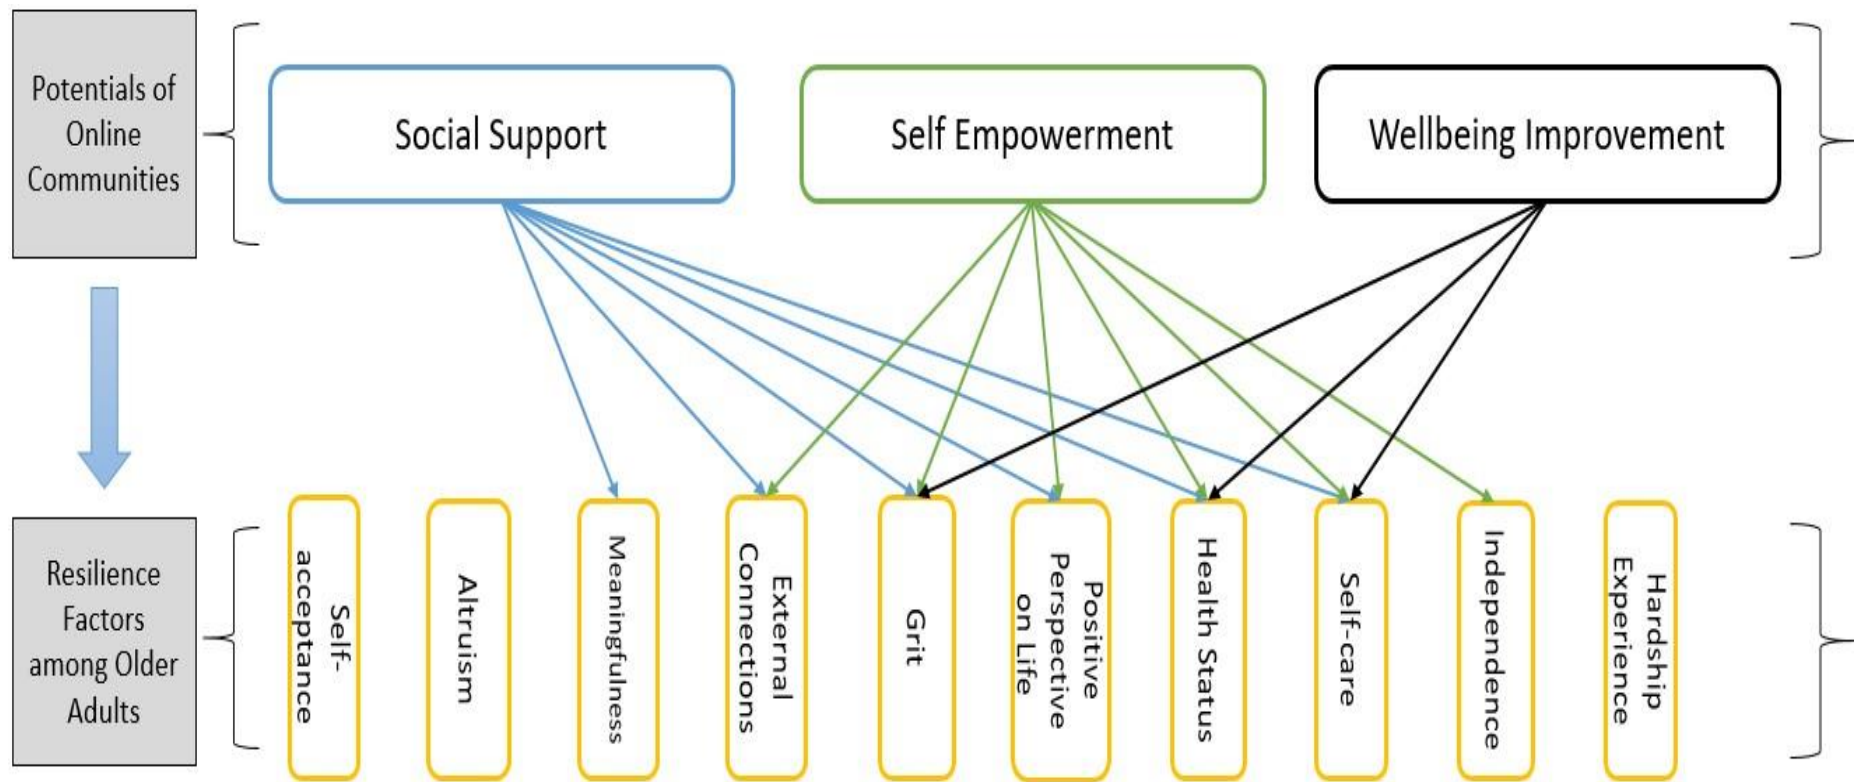 Potentials of
Online
Communities
Social Support
Self Empowerment
Wellbeing Improvement
Resilience
Factors
among Older
Adults
Self-
acceptance
Altruism
Meaningfulness
External
Connections
Grit
Positive
Perspective
on Life
Health Status
Self-care
Independence
Hardship
Experience